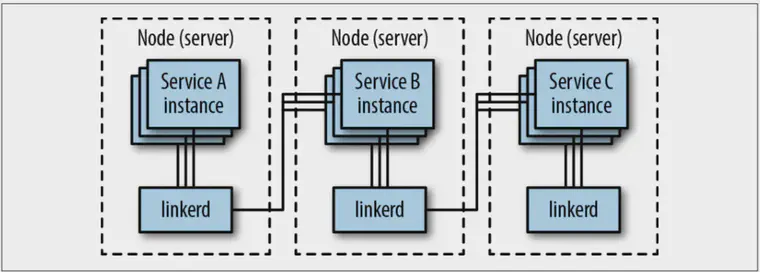 Node (server)
Service A
instance
linkerd
Node (server)
Service B
instance
linkerd
Node (server)
Service C
instance
linkerd